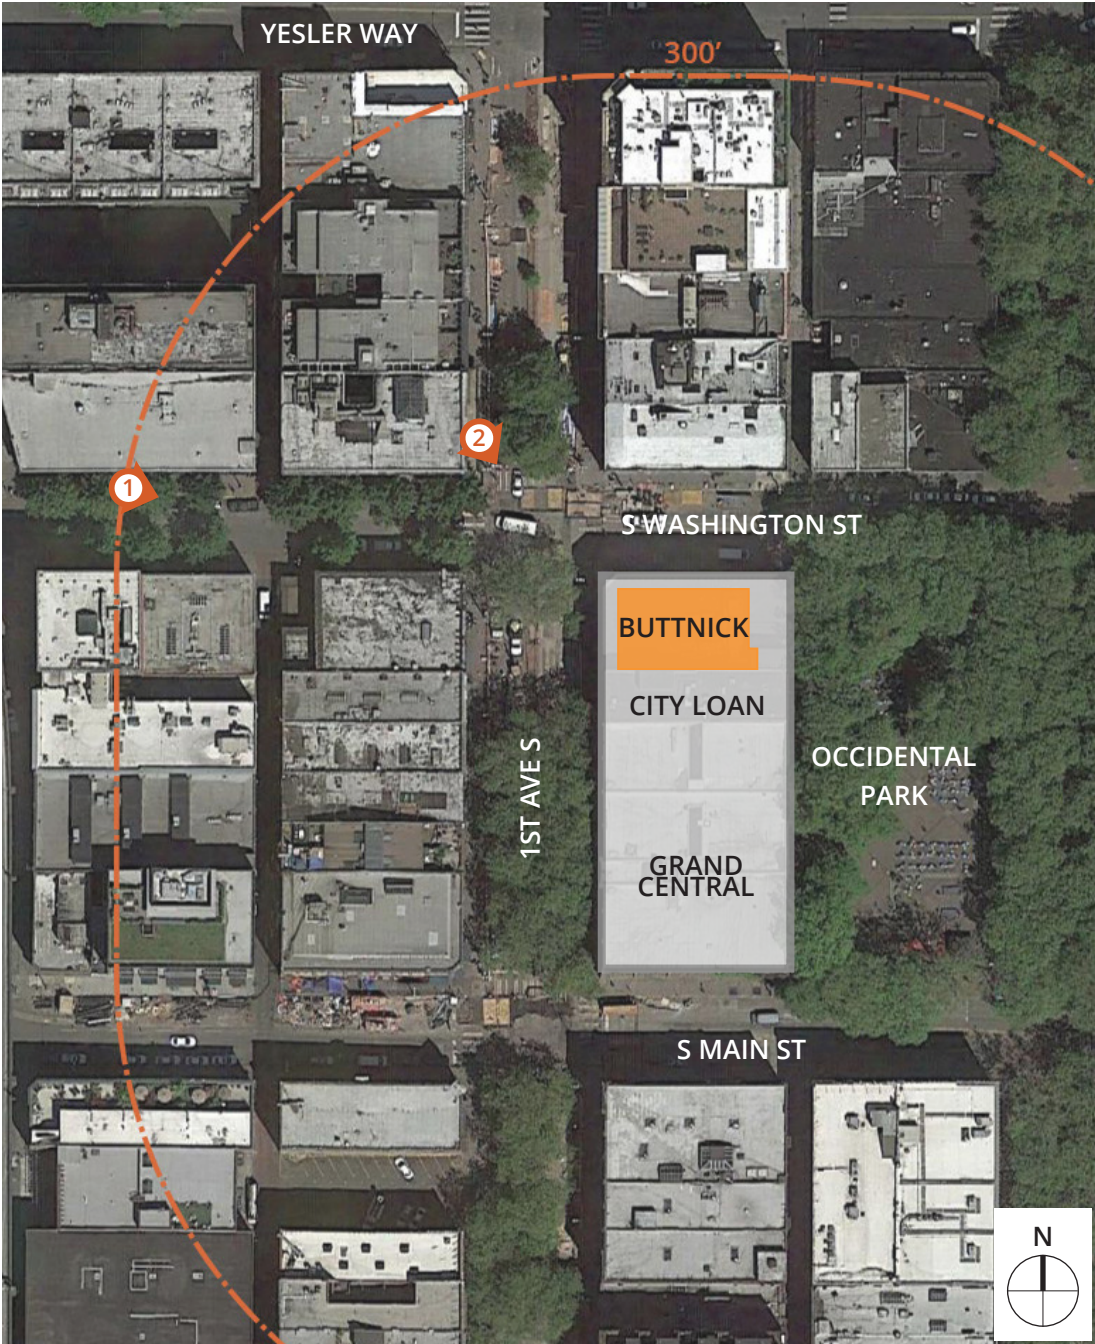 YESLER WAY
300’
2
1
S WASHINGTON ST
BUTTNICK
CITY LOAN
1ST AVE S
OCCIDENTAL
PARK
GRAND
CENTRAL
S MAIN ST
N